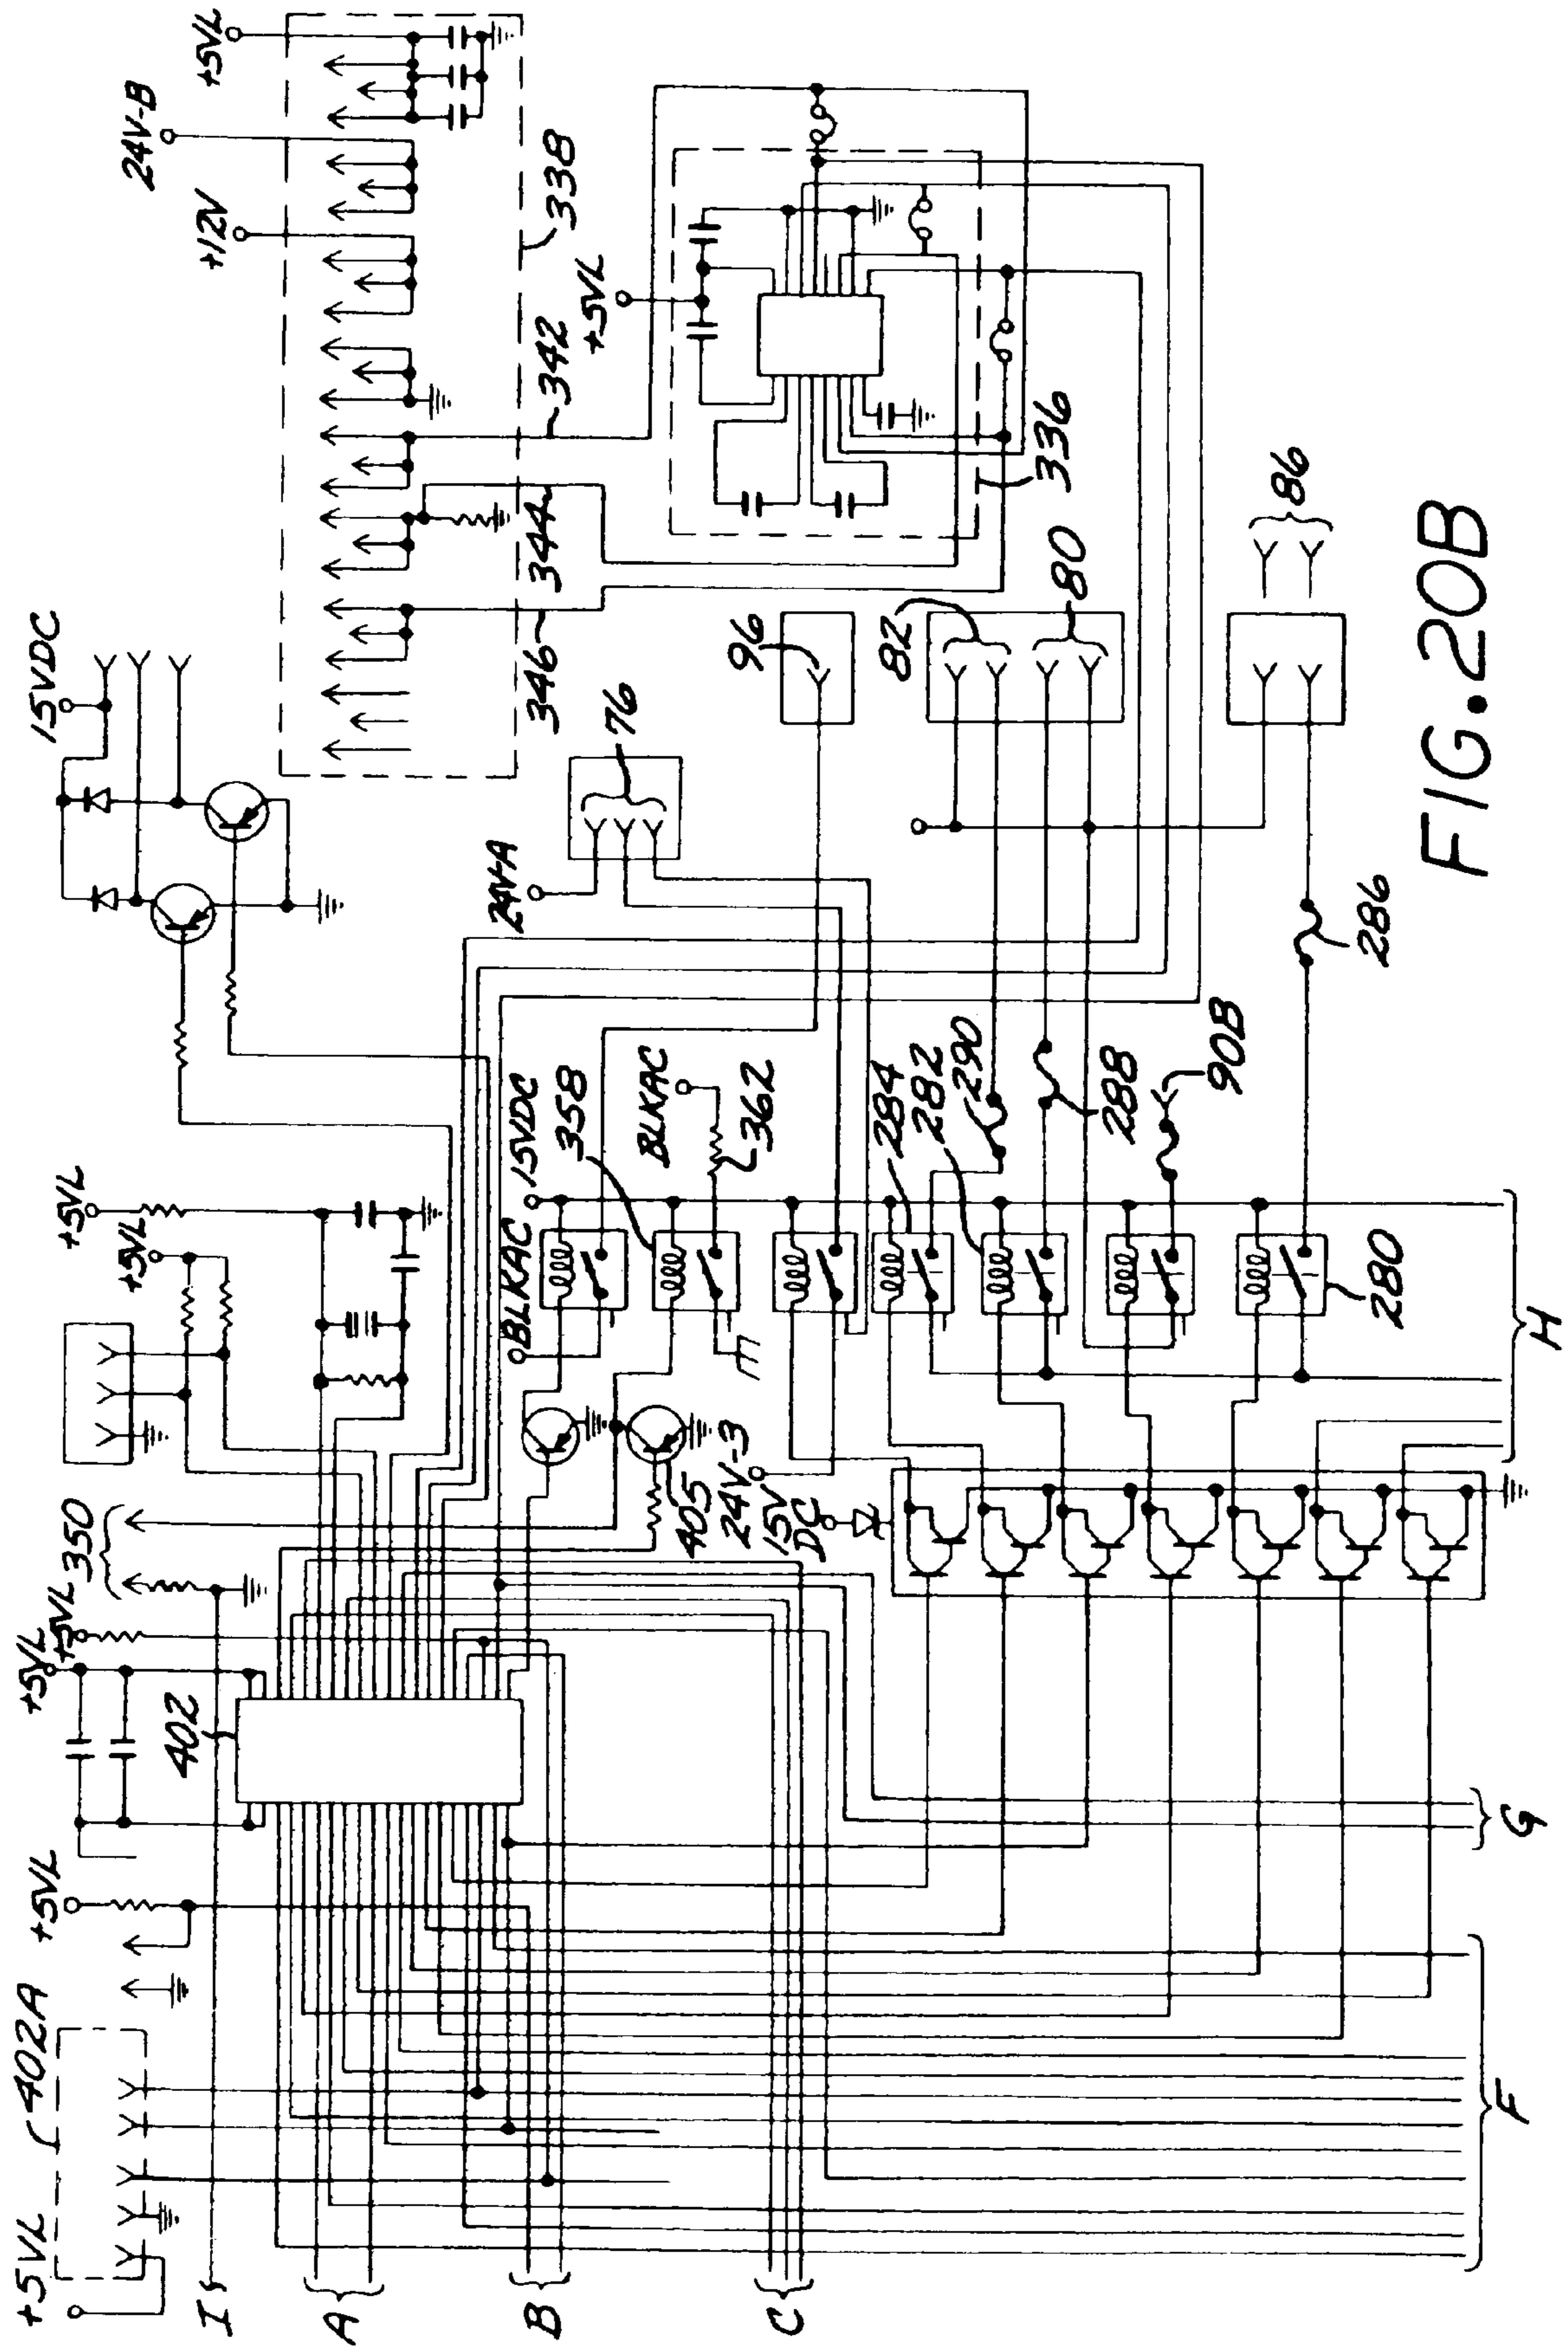 +5VL
402A
+5VL
+5VL
+5VL
402
350
+5VL
+5VL
15VDC
+12V
24V-B
+5VL
338
342
344
346
+5VL
336
24V-A
76
96
82
80
86
I
A
B
C
BLKAC
15VDC
358
BLKAC
362
405
24V-3
15V
DC
284
282
290
288
90B
286
280
F
G
H
FIG. 20B